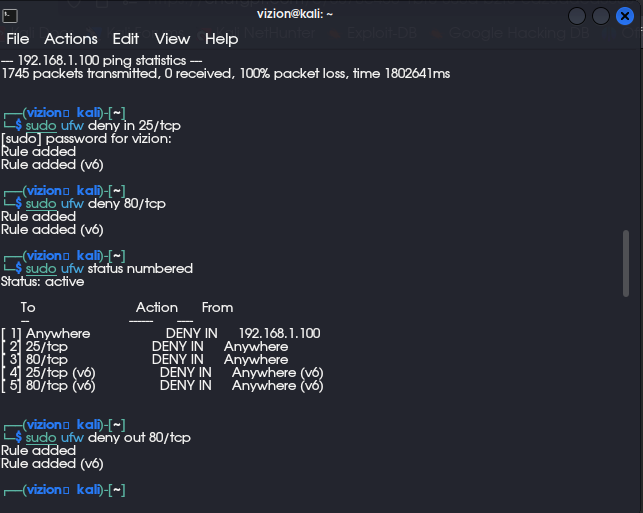 vizion@kali: ~
File Actions Edit View Help
--- 192.168.1.100 ping statistics ---
1745 packets transmitted, 0 received, 100% packet loss, time 1802641ms
┌──(vizion▯ kali)-[~]
└─$ sudo ufw deny in 25/tcp
[sudo] password for vizion:
Rule added
Rule added (v6)
┌──(vizion▯ kali)-[~]
└─$ sudo ufw deny 80/tcp
Rule added
Rule added (v6)
┌──(vizion▯ kali)-[~]
└─$ sudo ufw status numbered
Status: active
To Action From
-- ------ ----
[ 1] Anywhere DENY IN 192.168.1.100
[ 2] 25/tcp DENY IN Anywhere
[ 3] 80/tcp DENY IN Anywhere
[ 4] 25/tcp (v6) DENY IN Anywhere (v6)
[ 5] 80/tcp (v6) DENY IN Anywhere (v6)
┌──(vizion▯ kali)-[~]
└─$ sudo ufw deny out 80/tcp
Rule added
Rule added (v6)
┌──(vizion▯ kali)-[~]